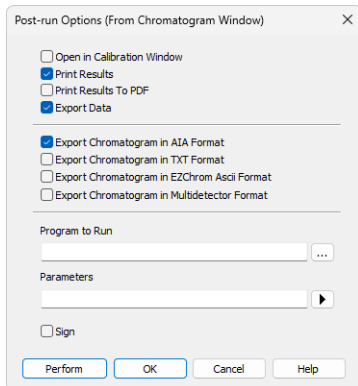 Post-run Options (From Chromatogram Window)
Open in Calibration Window
Print Results
Print Results To PDF
Export Data
Export Chromatogram in AIA Format
Export Chromatogram in TXT Format
Export Chromatogram in EZChrom Ascii Format
Export Chromatogram in Multidetector Format
Program to Run
...
Parameters
Sign
Perform OK Cancel Help